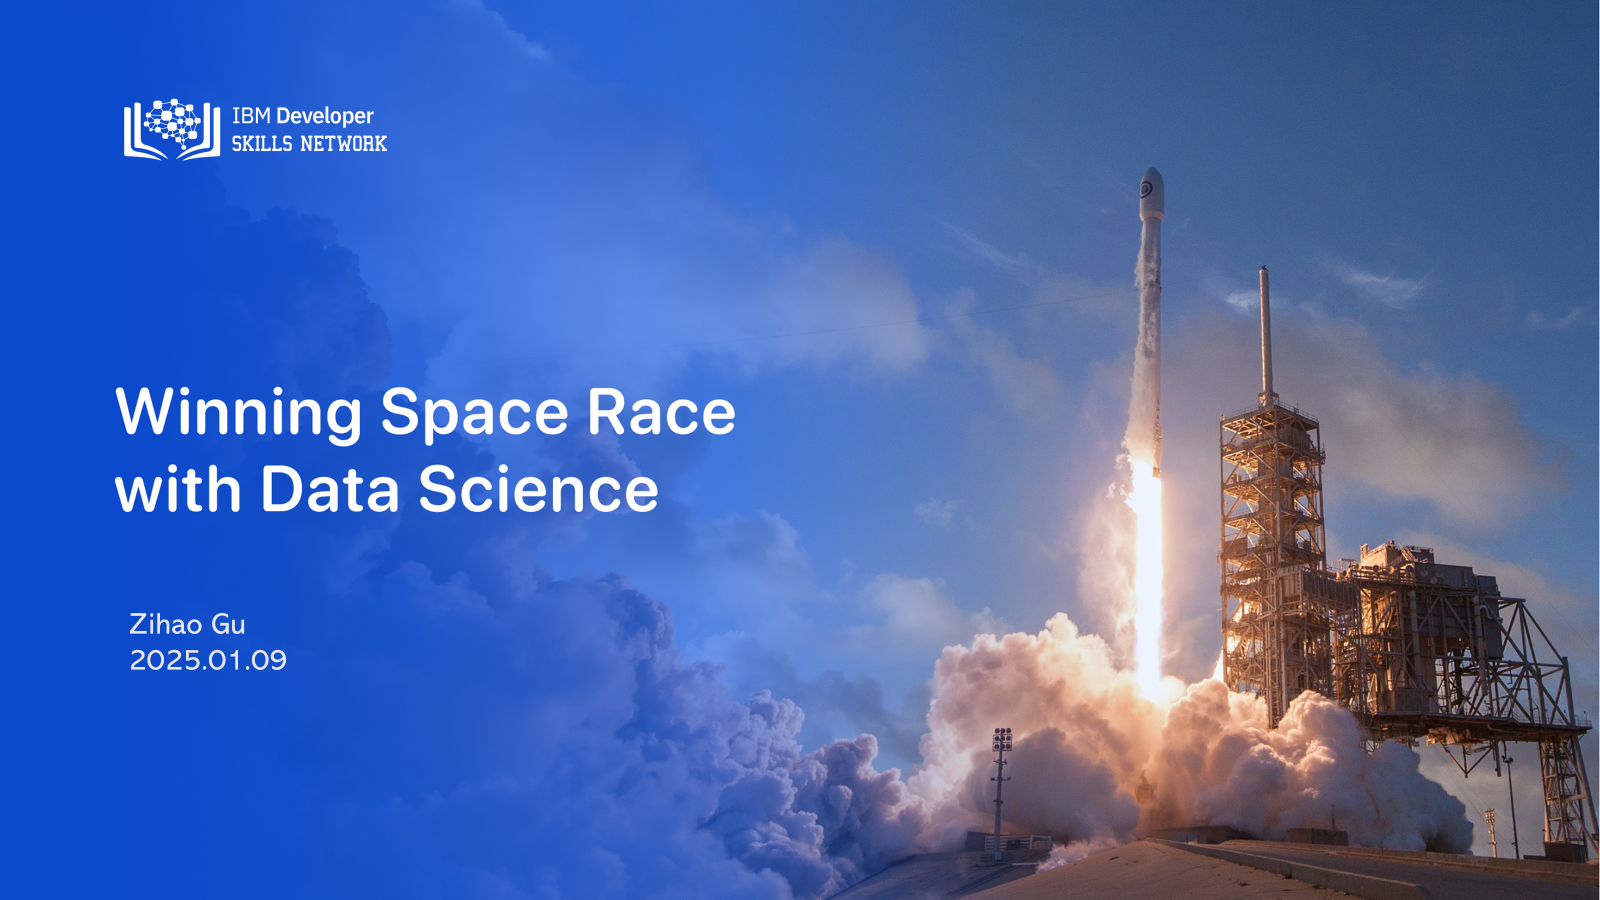 IBM Developer
SKILLS NETWORK
Winning Space Race
with Data Science
Zihao Gu
2025.01.09